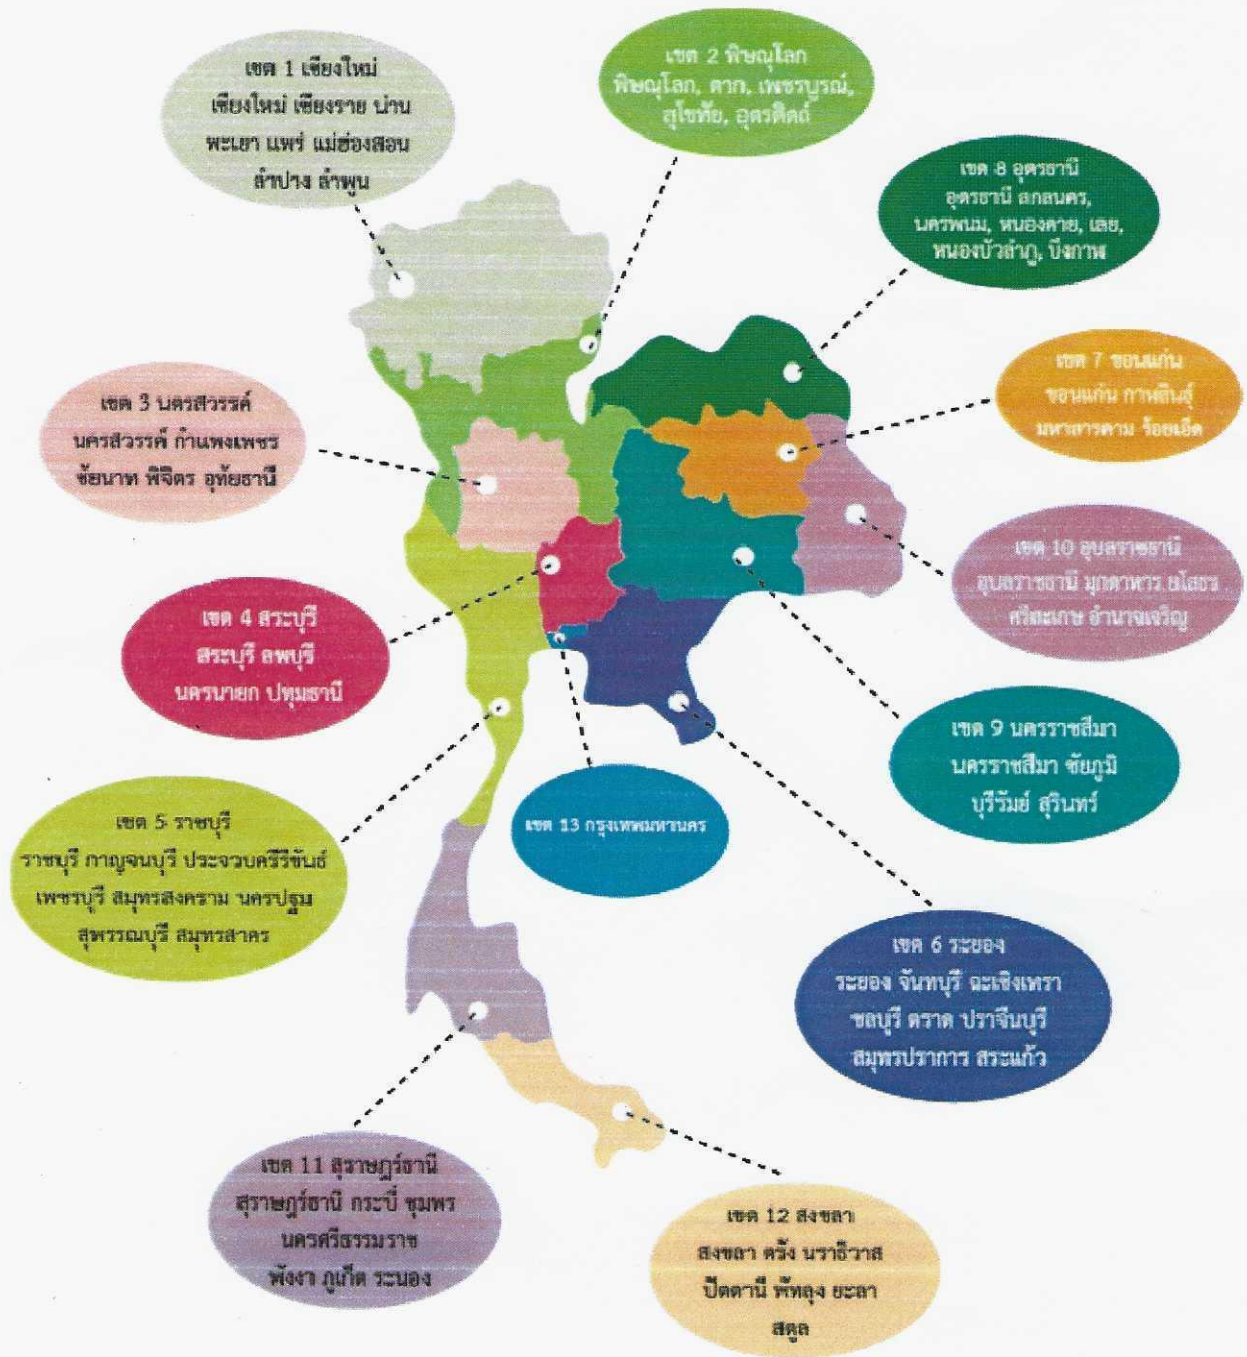 เขต 1 เชียงใหม่
เชียงใหม่ เชียงราย น่าน
พะเยา แพร่ แม่ฮ่องสอน
ลำปาง ลำพูน
เขต 2 พิษณุโลก
พิษณุโลก, ตาก, เพชรบูรณ์,
สุโขทัย, อุตรดิตถ์
เขต 8 อุดรธานี
อุดรธานี สกลนคร,
นครพนม, หนองคาย, เลย,
หนองบัวลำภู, บึงกาฬ
เขต 7 ขอนแก่น
ขอนแก่น กาฬสินธุ์
มหาสารคาม ร้อยเอ็ด
เขต 3 นครสวรรค์
นครสวรรค์ กำแพงเพชร
ชัยนาท พิจิตร อุทัยธานี
เขต 10 อุบลราชธานี
อุบลราชธานี มุกดาหาร ยโสธร
ศรีสะเกษ อำนาจเจริญ
เขต 4 สระบุรี
สระบุรี ลพบุรี
นครนายก ปทุมธานี
เขต 9 นครราชสีมา
นครราชสีมา ชัยภูมิ
บุรีรัมย์ สุรินทร์
เขต 5 ราชบุรี
ราชบุรี กาญจนบุรี ประจวบคีรีขันธ์
เพชรบุรี สมุทรสงคราม นครปฐม
สุพรรณบุรี สมุทรสาคร
เขต 13 กรุงเทพมหานคร
เขต 6 ระยอง
ระยอง จันทบุรี ฉะเชิงเทรา
ชลบุรี ตราด ปราจีนบุรี
สมุทรปราการ สระแก้ว
เขต 11 สุราษฎร์ธานี
สุราษฎร์ธานี กระบี่ ชุมพร
นครศรีธรรมราช
พังงา ภูเก็ต ระนอง
เขต 12 สงขลา
สงขลา ตรัง นราธิวาส
ปัตตานี พัทลุง ยะลา
สตูล